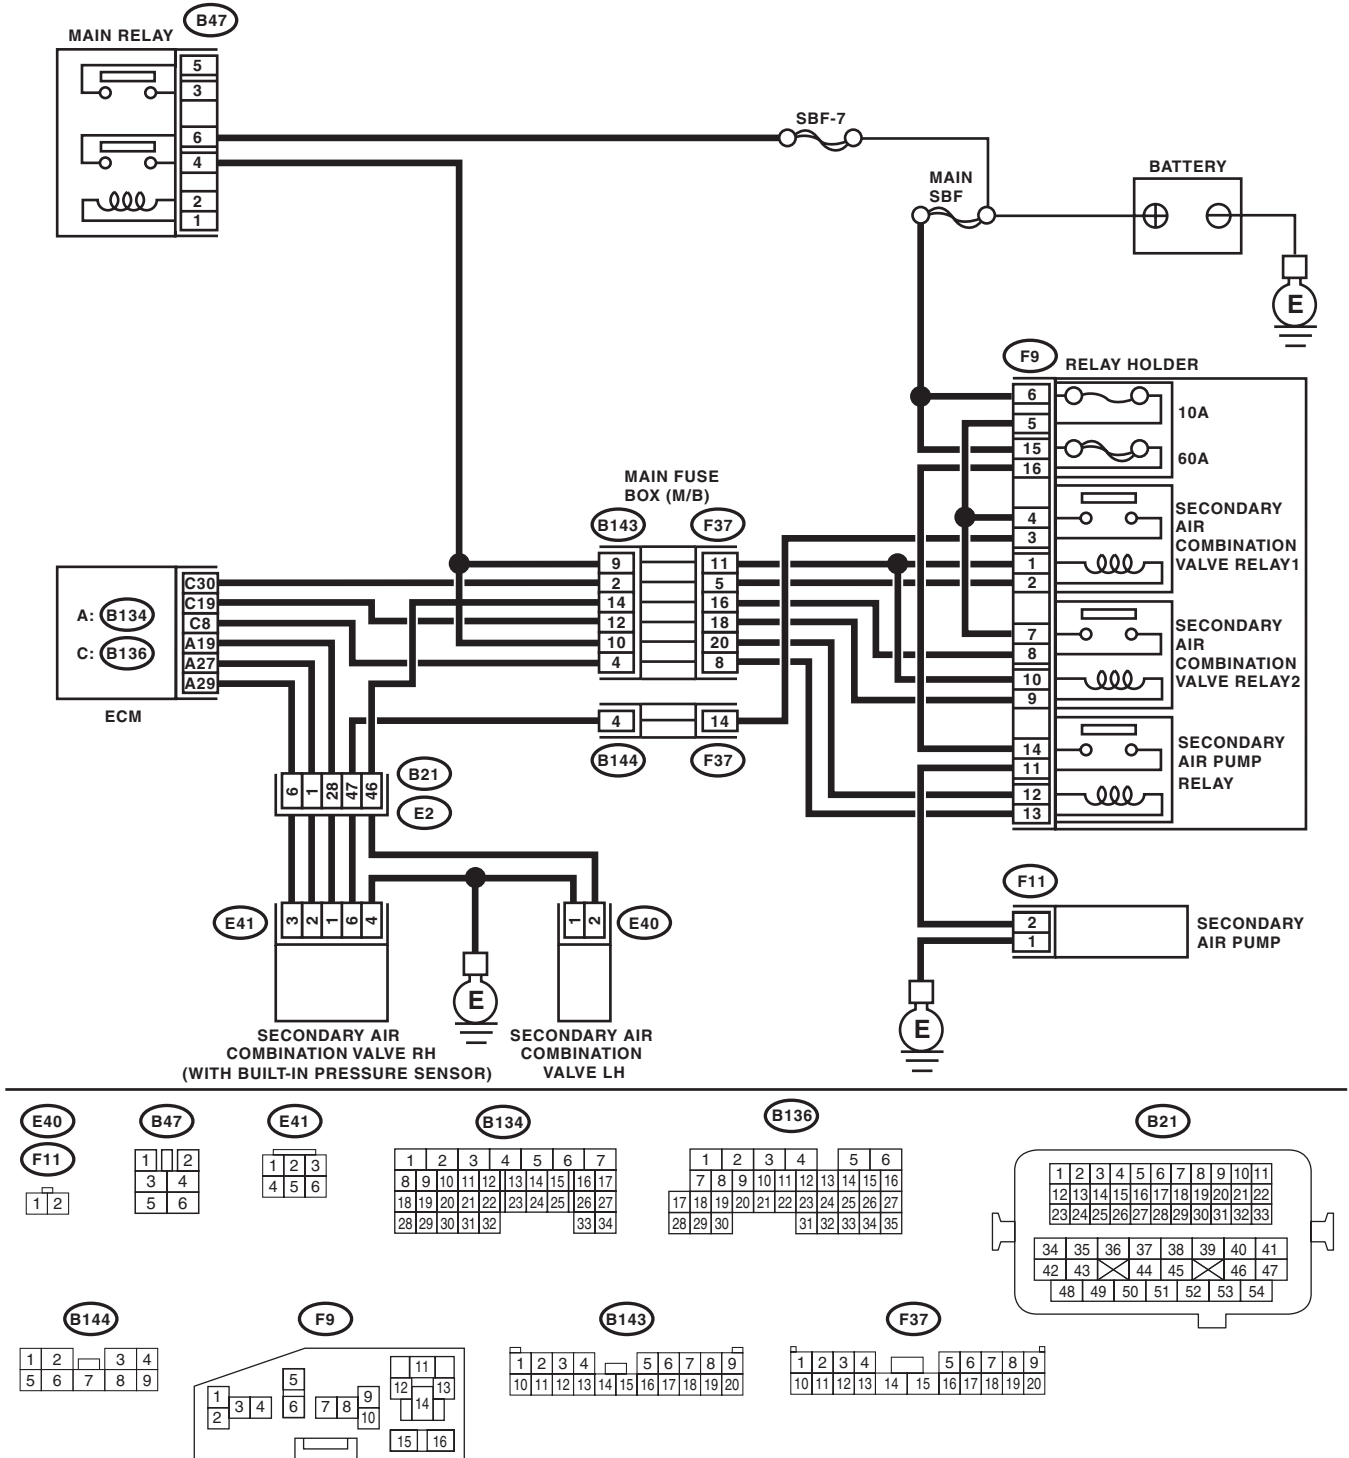 B47
MAIN RELAY
5
3
6
4
2
1
SBF-7
MAIN
SBF
BATTERY
E
F9
RELAY HOLDER
6
5
15
16
4
3
1
2
7
8
10
9
14
11
12
13
10A
60A
SECONDARY
AIR
COMBINATION
VALVE RELAY1
SECONDARY
AIR
COMBINATION
VALVE RELAY2
SECONDARY
AIR PUMP
RELAY
MAIN FUSE
BOX (M/B)
B143 F37
9 11
2 5
14 16
12 18
10 20
4 8
4 14
B144 F37
A: B134
C: B136
C30
C19
C8
A19
A27
A29
ECM
6 1 28 47 46
B21
E2
E41
3 2 1 6 4
1 2
E40
E
SECONDARY AIR
COMBINATION VALVE RH
(WITH BUILT-IN PRESSURE SENSOR)
SECONDARY AIR
COMBINATION
VALVE LH
F11
2
1
SECONDARY
AIR PUMP
E
E40
F11
1 2
B47
1 2
3 4
5 6
E41
1 2 3
4 5 6
B134
1 2 3 4 5 6 7
8 9 10 11 12 13 14 15 16 17
18 19 20 21 22 23 24 25 26 27
28 29 30 31 32 33 34
B136
1 2 3 4 5 6
7 8 9 10 11 12 13 14 15 16
17 18 19 20 21 22 23 24 25 26 27
28 29 30 31 32 33 34 35
B21
1 2 3 4 5 6 7 8 9 10 11
12 13 14 15 16 17 18 19 20 21 22
23 24 25 26 27 28 29 30 31 32 33
34 35 36 37 38 39 40 41
42 43 44 45 46 47
48 49 50 51 52 53 54
B144
1 2 3 4
5 6 7 8 9
F9
1
2
3 4
5
6
7 8
9
10
11
12 13
14
15 16
B143
1 2 3 4 5 6 7 8 9
10 11 12 13 14 15 16 17 18 19 20
F37
1 2 3 4 5 6 7 8 9
10 11 12 13 14 15 16 17 18 19 20